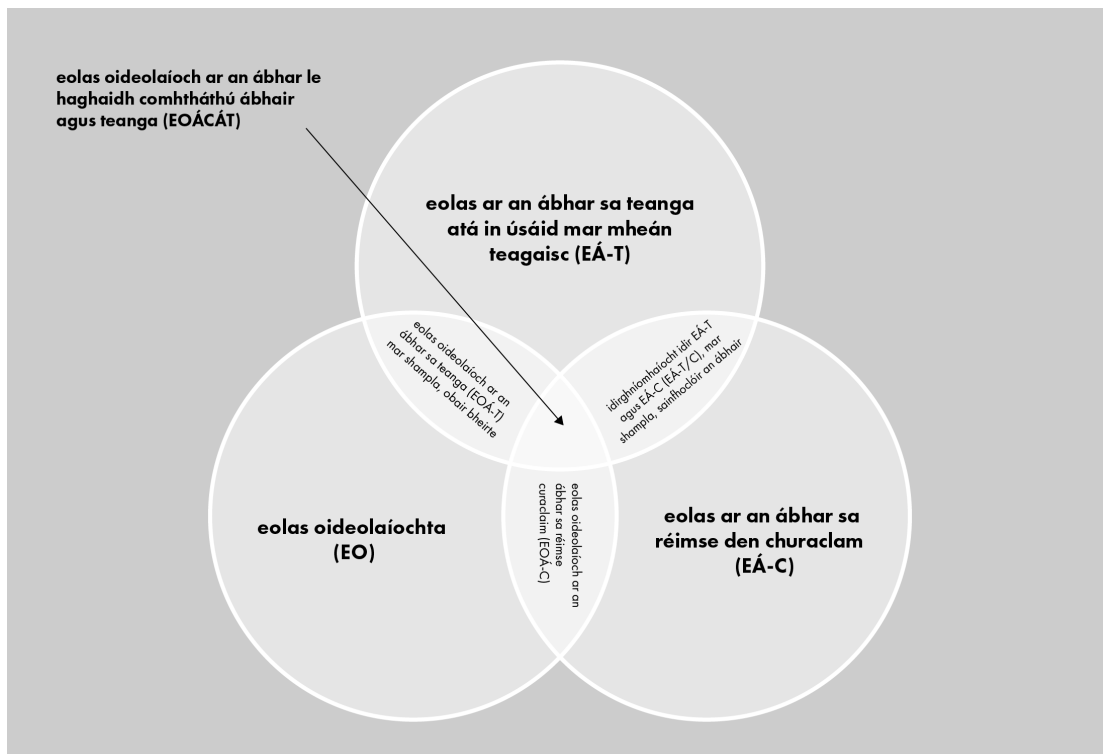 eolas oideolaíoch ar an ábhar le
haghaidh comhtháthú ábhair
agus teanga (EOÁCÁT)
eolas ar an ábhar sa teanga
atá in úsáid mar mheán
teagaisc (EÁ-T)
eolas oideolaíoch ar an
ábhar sa teanga (EOÁ-T)
mar shampla, obair bheirte
idirghníomhaíocht idir EÁ-T
agus EÁ-C (EÁ-T/C), mar
shampla, sainfhoclóir an ábhair
eolas oideolaíoch ar an
ábhar sa réimse
curaclaim (EOÁ-C)
eolas oideolaíochta
(EO)
eolas ar an ábhar sa
réimse den churaclam
(EÁ-C)